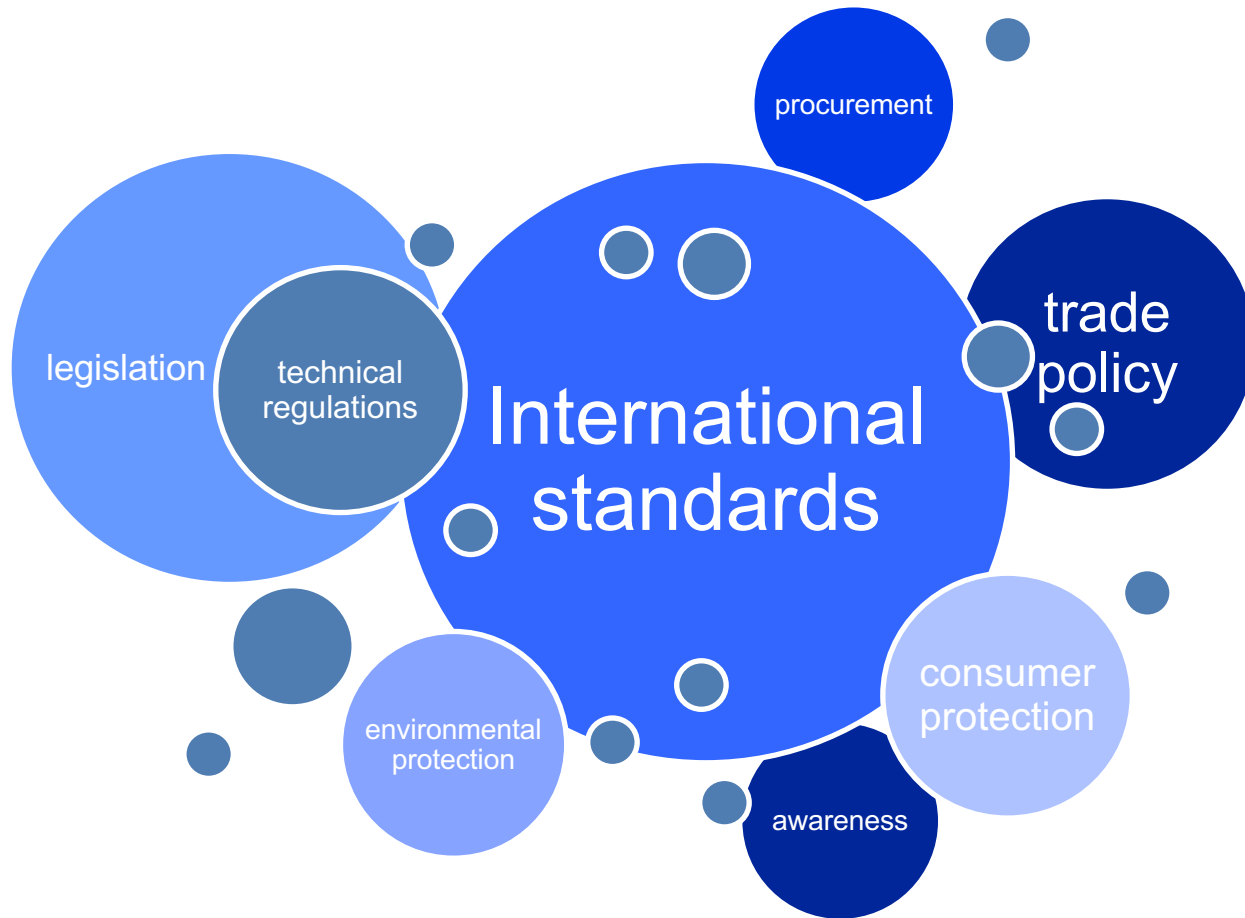 procurement
trade
policy
legislation
technical
regulations
International
standards
consumer
protection
environmental
protection
awareness